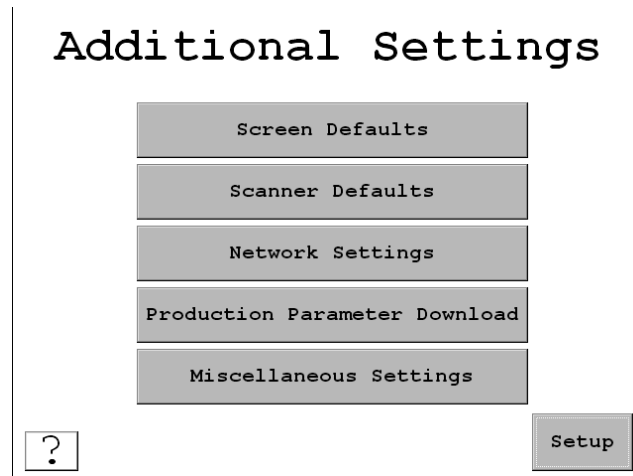 Additional Settings
Screen Defaults
Scanner Defaults
Network Settings
Production Parameter Download
Miscellaneous Settings
?
Setup